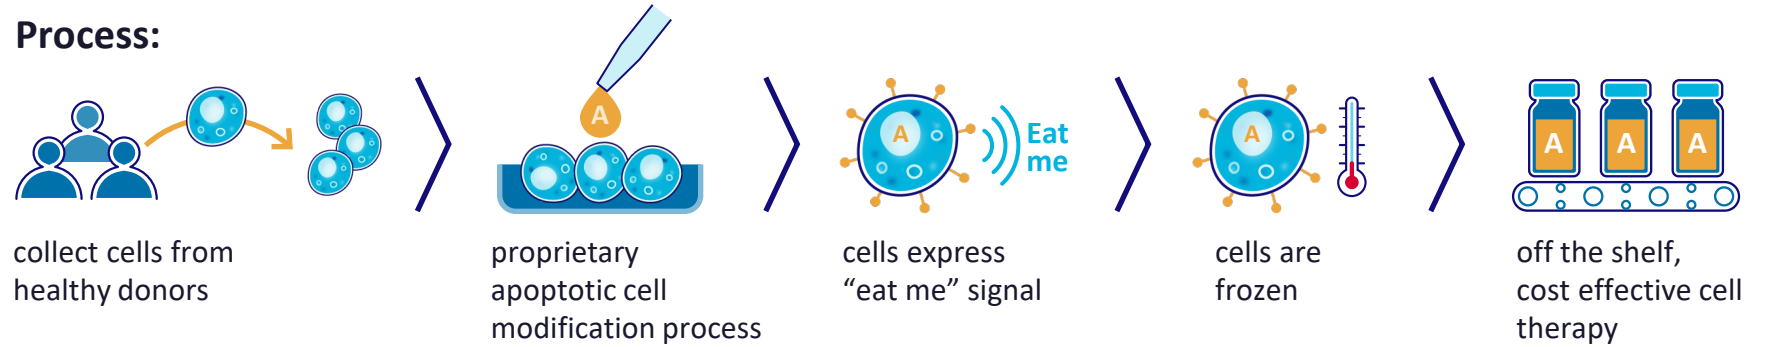 Process:
A
A
Eat
me
A
A
A
A
collect cells from
healthy donors
proprietary
apoptotic cell
modification process
cells express
“eat me” signal
cells are
frozen
off the shelf,
cost effective cell
therapy